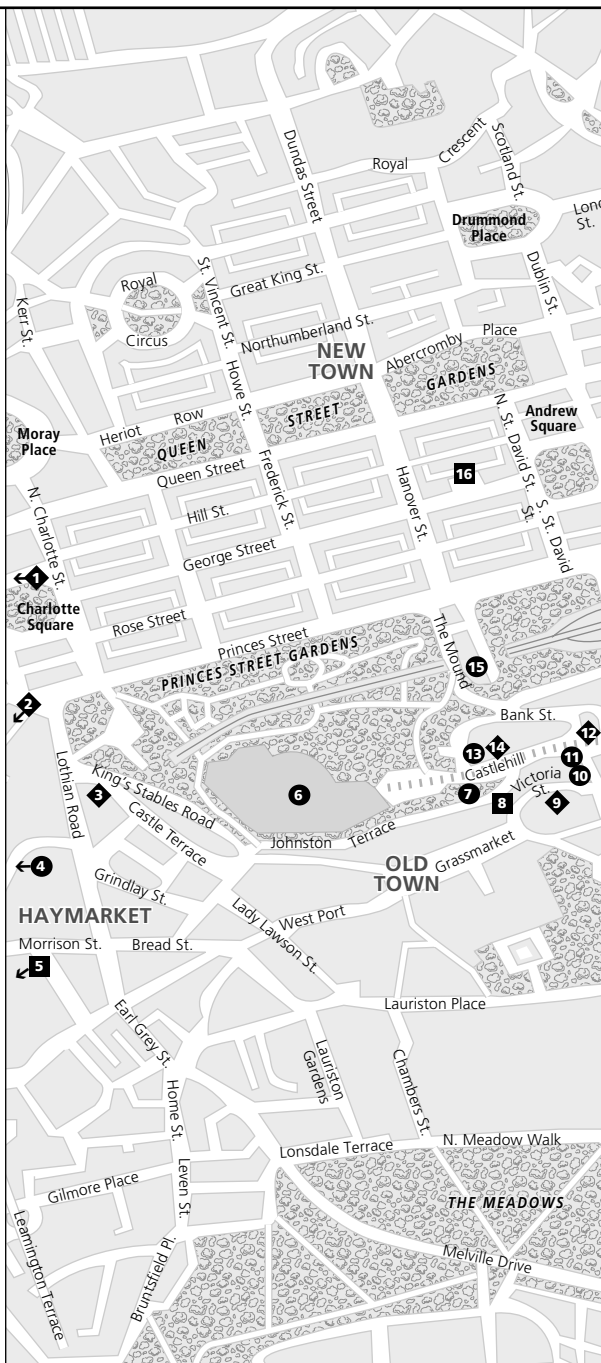 Dundas Street
Royal
Crescent
Scotland St.
Drummond
Place
Lond
St.
Dublin St.
Royal
Circus
St. Vincent St.
Great King St.
Kerr St.
Northumberland St.
NEW
TOWN
Abercromby
Place
Howe St.
GARDENS
Heriot
Row
STREET
QUEEN
Moray
Place
N. St. David St.
Andrew
Square
Queen Street
Frederick St.
Hanover St.
16
S. St. David
St.
N. Charlotte St.
Hill St.
George Street
1
Charlotte
Square
Rose Street
Princes Street
PRINCES STREET GARDENS
The Mound
15
2
Bank St.
12
Lothian Road
13
14
11
Castlehill
10
3
King's Stables Road
6
7
Victoria
St.
8
9
Castle Terrace
Johnston
Terrace
4
OLD
TOWN
Grassmarket
Grindlay St.
HAYMARKET
Lady Lawson St.
West Port
Morrison St.
Bread St.
5
Earl Grey St.
Lauriston Place
Lauriston
Gardens
Chambers St.
Home St.
Lonsdale Terrace
N. Meadow Walk
Gilmore Place
Leven St.
THE MEADOWS
Leamington Terrace
Bruntsfield Pl.
Melville Drive